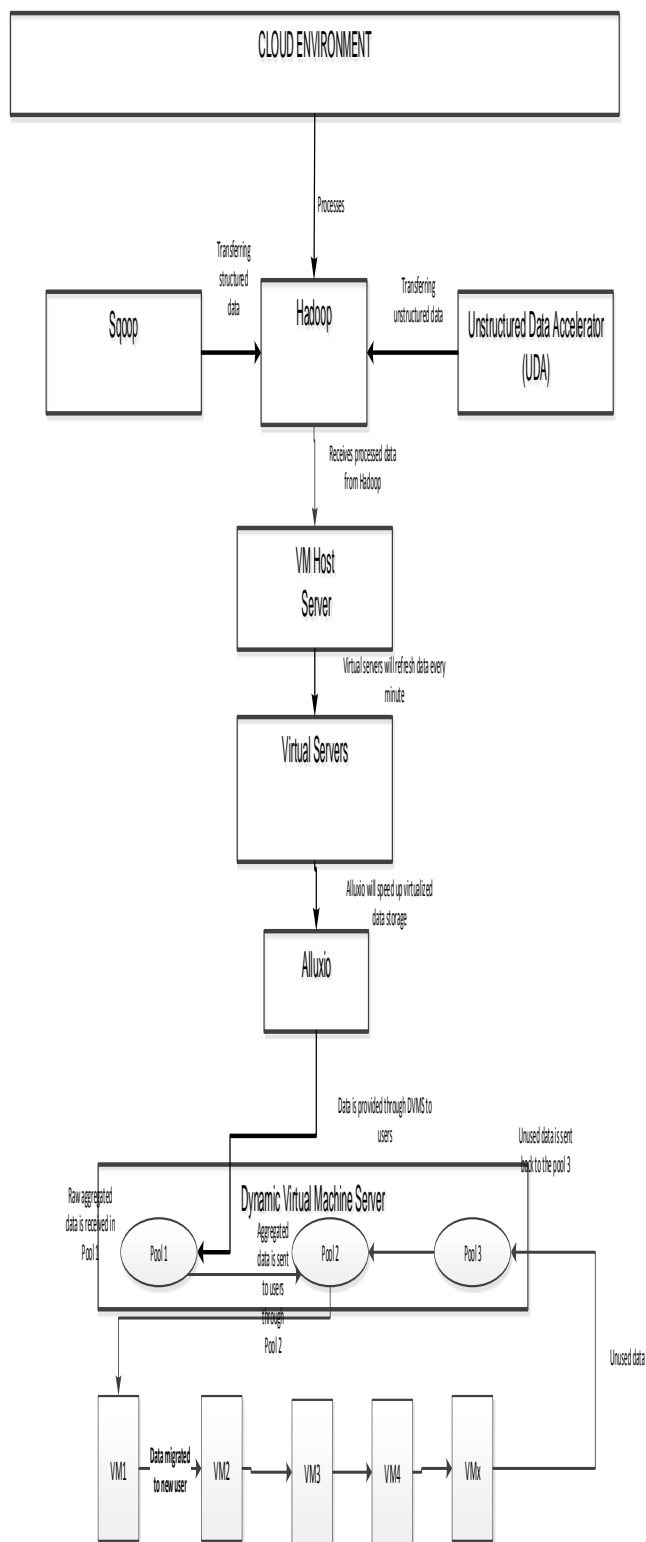 CLOUD ENVIRONMENT
Processes
Transferring
structured
data
Transferring
unstructured data
Sqoop
Hadoop
Unstructured Data Accelerator
(UDA)
Receives processed data
from Hadoop
VM Host
Server
Virtual servers will refresh data every
minute
Virtual Servers
Alluxio will speed up virtualized
data storage
Alluxio
Data is provided through DVMS to
users
Unused data is sent
back to the pool 3
Dynamic Virtual Machine Server
Raw aggregated
data is received in
Pool 1
Pool 1
Aggregated
data is sent
to users
through
Pool 2
Pool 2
Pool 3
Unused data
VM1
Data migrated
to new user
VM2
VM3
VM4
VMx